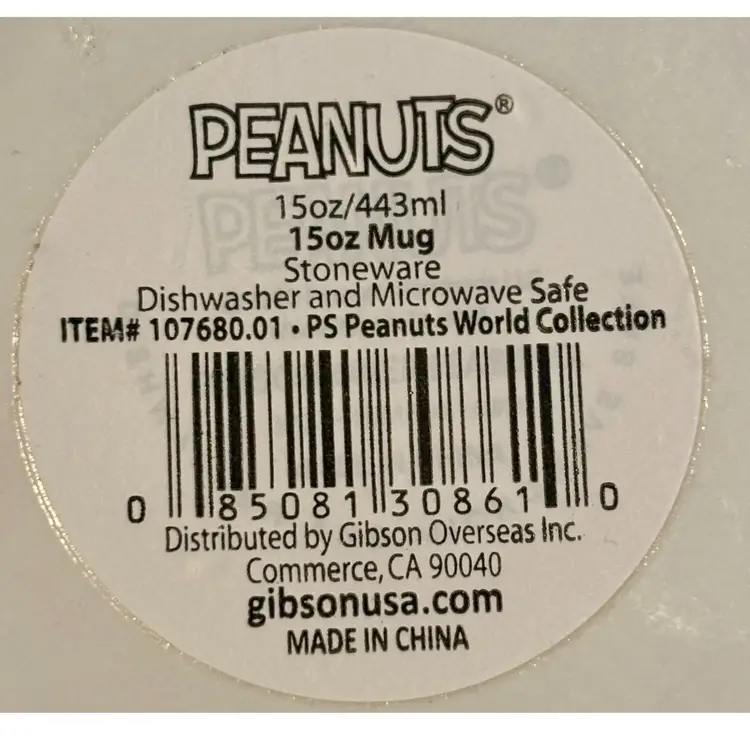 PEANUTS®
15oz/443ml
15oz Mug
Stoneware
Dishwasher and Microwave Safe
ITEM# 107680.01 • PS Peanuts World Collection
0 85081 30861 0
Distributed by Gibson Overseas Inc.
Commerce, CA 90040
gibsonusa.com
MADE IN CHINA